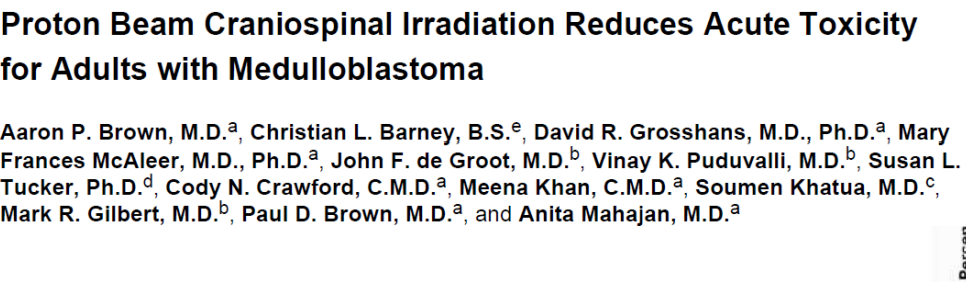 Proton Beam Craniospinal Irradiation Reduces Acute Toxicity
for Adults with Medulloblastoma
Aaron P. Brown, M.D.a, Christian L. Barney, B.S.e, David R. Grosshans, M.D., Ph.D.a, Mary
Frances McAleer, M.D., Ph.D.a, John F. de Groot, M.D.b, Vinay K. Puduvalli, M.D.b, Susan L.
Tucker, Ph.D.d, Cody N. Crawford, C.M.D.a, Meena Khan, C.M.D.a, Soumen Khatua, M.D.c,
Mark R. Gilbert, M.D.b, Paul D. Brown, M.D.a, and Anita Mahajan, M.D.a